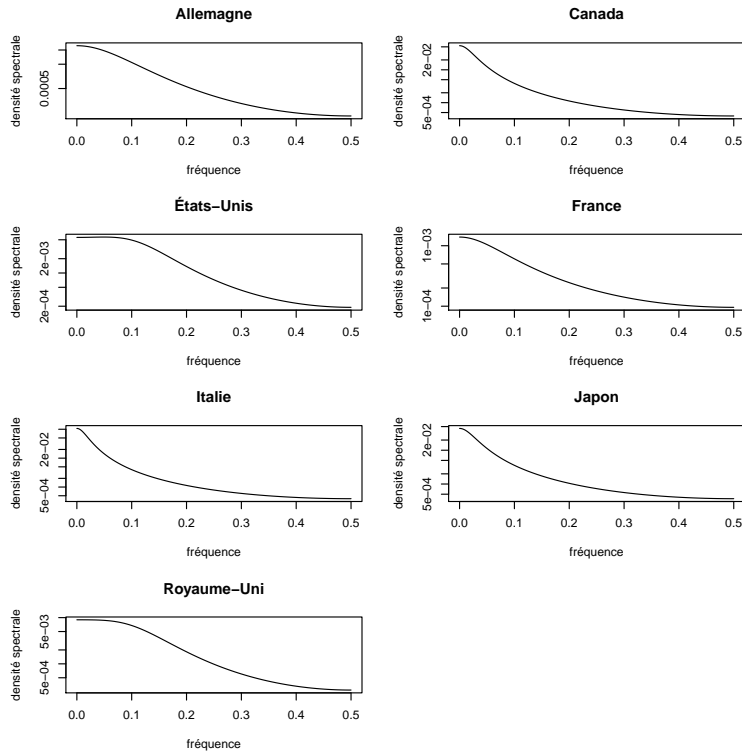 Allemagne
densité spectrale
0.0005
0.0 0.1 0.2 0.3 0.4 0.5
fréquence
Canada
densité spectrale
5e−04 2e−02
0.0 0.1 0.2 0.3 0.4 0.5
fréquence
États−Unis
densité spectrale
2e−04 2e−03
0.0 0.1 0.2 0.3 0.4 0.5
fréquence
France
densité spectrale
1e−04 1e−03
0.0 0.1 0.2 0.3 0.4 0.5
fréquence
Italie
densité spectrale
5e−04 2e−02
0.0 0.1 0.2 0.3 0.4 0.5
fréquence
Japon
densité spectrale
5e−04 2e−02
0.0 0.1 0.2 0.3 0.4 0.5
fréquence
Royaume−Uni
densité spectrale
5e−04 5e−03
0.0 0.1 0.2 0.3 0.4 0.5
fréquence